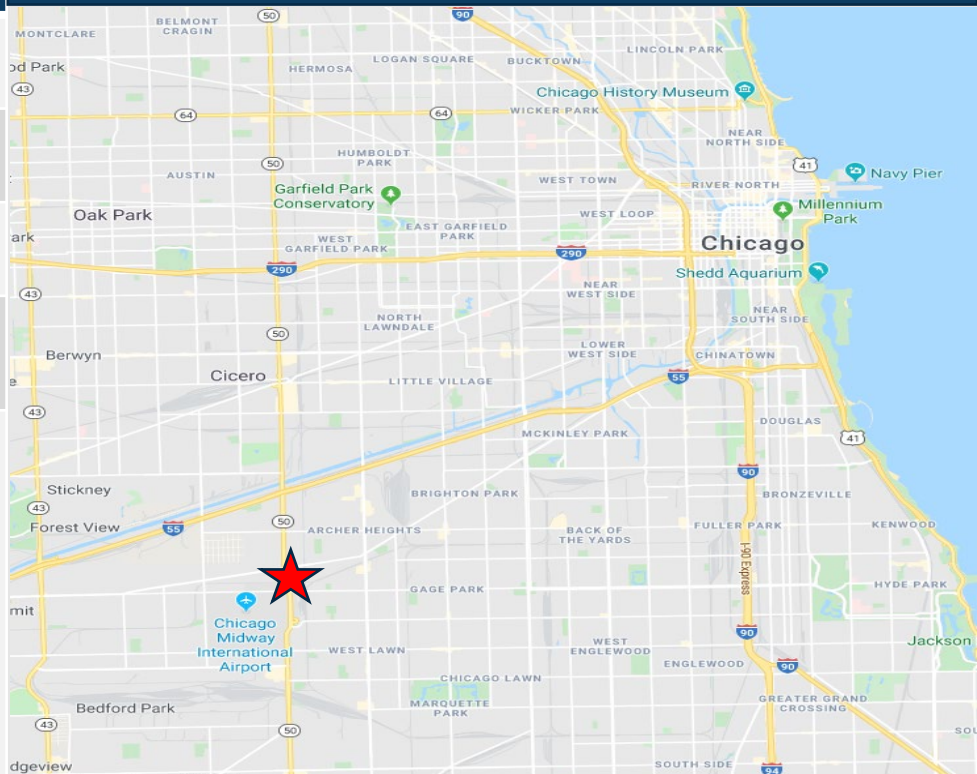 50
90
BELMONT
CRAGIN
MONTCLARE
LINCOLN PARK
LOGAN SQUARE
BUCKTOWN
od Park
HERMOSA
43
Chicago History Museum
64
64
WICKER PARK
NEAR
NORTH SIDE
HUMBOLDT
PARK
50
41
AUSTIN
WEST TOWN
RIVER NORTH
Navy Pier
Garfield Park
Conservatory
Millennium
Park
Oak Park
WEST LOOP
EAST GARFIELD
PARK
ark
WEST
GARFIELD PARK
Chicago
290
290
Shedd Aquarium
NEAR
WEST SIDE
43
NORTH
LAWNDALE
NEAR
SOUTH SIDE
50
LOWER
WEST SIDE
Berwyn
CHINATOWN
Cicero
LITTLE VILLAGE
55
e
43
DOUGLAS
MCKINLEY PARK
41
90
Stickney
BRIGHTON PARK
BRONZEVILLE
43
Forest View
55
50
ARCHER HEIGHTS
BACK OF
THE YARDS
FULLER PARK
KENWOOD
I-90 Express
GAGE PARK
HYDE PARK
mit
Chicago
Midway
International
Airport
90
WEST LAWN
WEST
ENGLEWOOD
Jackson
ENGLEWOOD
90
CHICAGO LAWN
Bedford Park
MARQUETTE
PARK
GREATER GRAND
CROSSING
43
50
SOU
dgeview
SOUTH SIDE
94